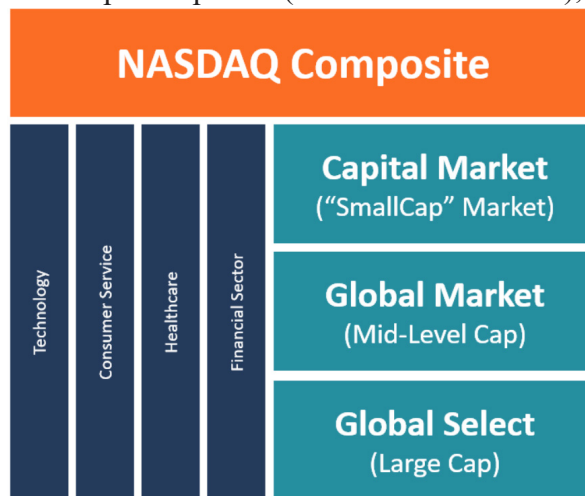 NASDAQ Composite
Technology
Consumer Service
Healthcare
Financial Sector
Capital Market
(“SmallCap” Market)
Global Market
(Mid-Level Cap)
Global Select
(Large Cap)